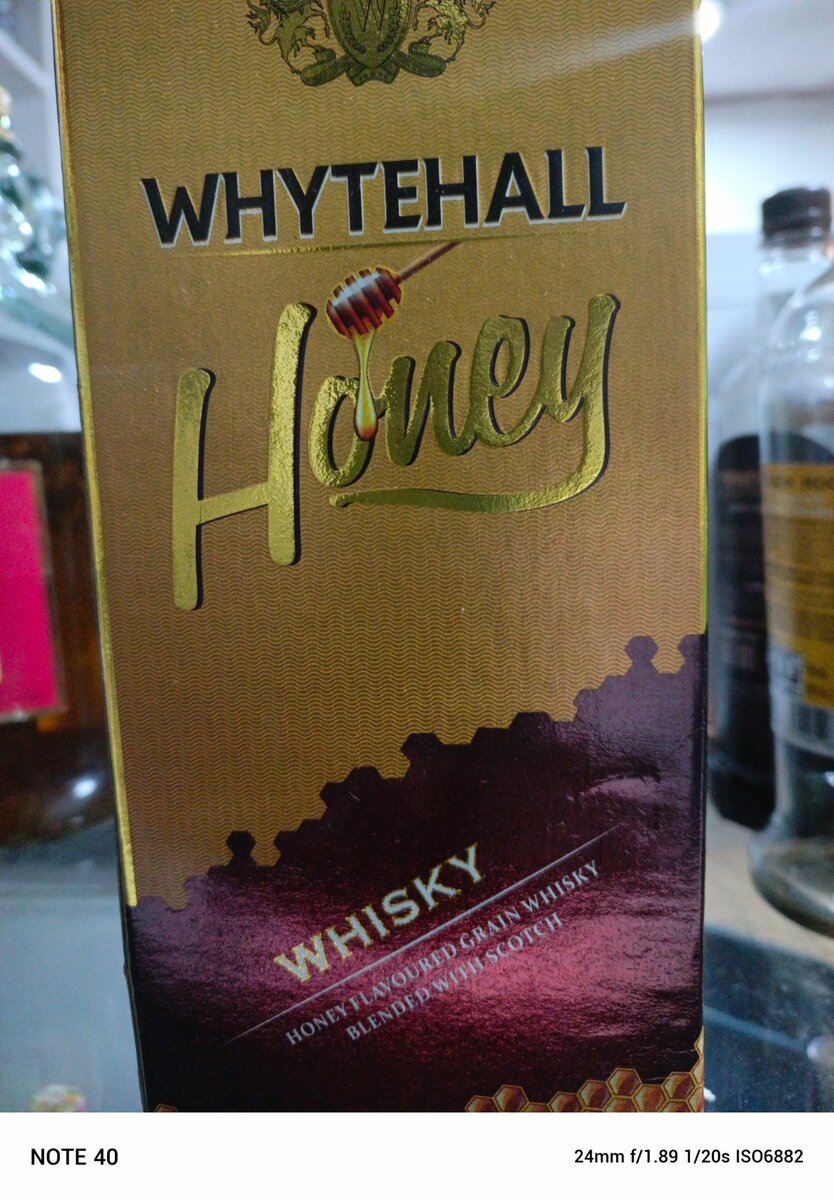 W
WHYTEHALL
Honey
WHISKY
HONEY FLAVOURED GRAIN WHISKY
BLENDED WITH SCOTCH
NOTE 40
24mm f/1.89 1/20s ISO6882